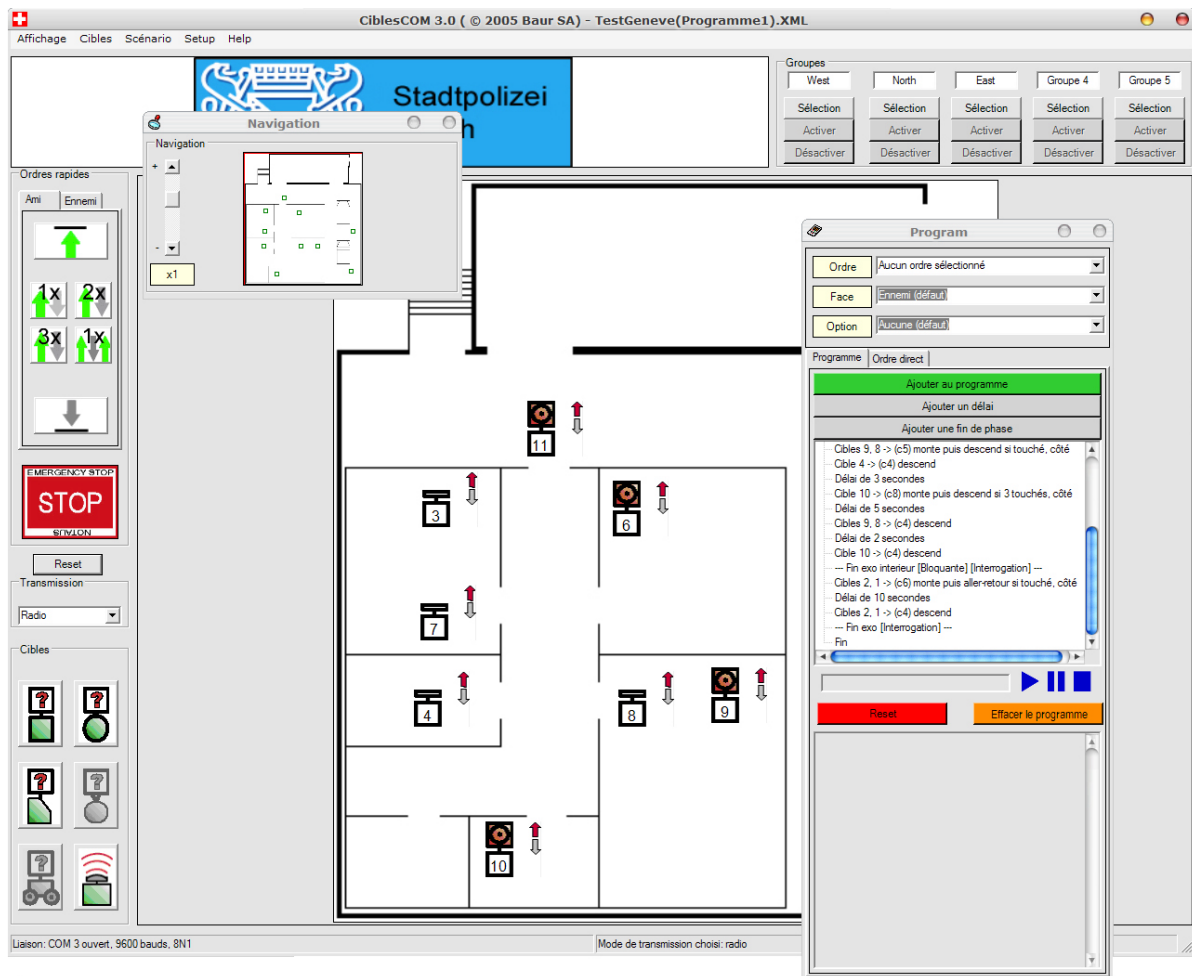 CiblesCOM 3.0 ( © 2005 Baur SA) - TestGeneve(Programme1).XML
Affichage Cibles Scénario Setup Help
Stadtpolizei
h
Groupes
West North East Groupe 4 Groupe 5
Sélection Sélection Sélection Sélection Sélection
Activer Activer Activer Activer Activer
Désactiver Désactiver Désactiver Désactiver Désactiver
Navigation
Navigation
+
-
x1
Ordres rapides
Ami Ennemi
1x 2x
3x 1x
EMERGENCY STOP
STOP
NOTAUS
Reset
Transmission
Radio
Cibles
? ?
? ?
?
11
3
6
7
4
8
9
10
Program
Ordre Aucun ordre sélectionné
Face Ennemi (défaut)
Option Aucune (défaut)
Programme Ordre direct
Ajouter au programme
Ajouter un délai
Ajouter une fin de phase
Cibles 9, 8 -> (c5) monte puis descend si touché, côté
Cible 4 -> (c4) descend
Délai de 3 secondes
Cible 10 -> (c8) monte puis descend si 3 touchés, côté
Délai de 5 secondes
Cibles 9, 8 -> (c4) descend
Délai de 2 secondes
Cible 10 -> (c4) descend
--- Fin exo interieur [Bloquante] [Interrogation] ---
Cibles 2, 1 -> (c6) monte puis aller-retour si touché, côté
Délai de 10 secondes
Cibles 2, 1 -> (c4) descend
--- Fin exo [Interrogation] ---
Fin
Reset Effacer le programme
Liaison: COM 3 ouvert, 9600 bauds, 8N1 Mode de transmission choisi: radio